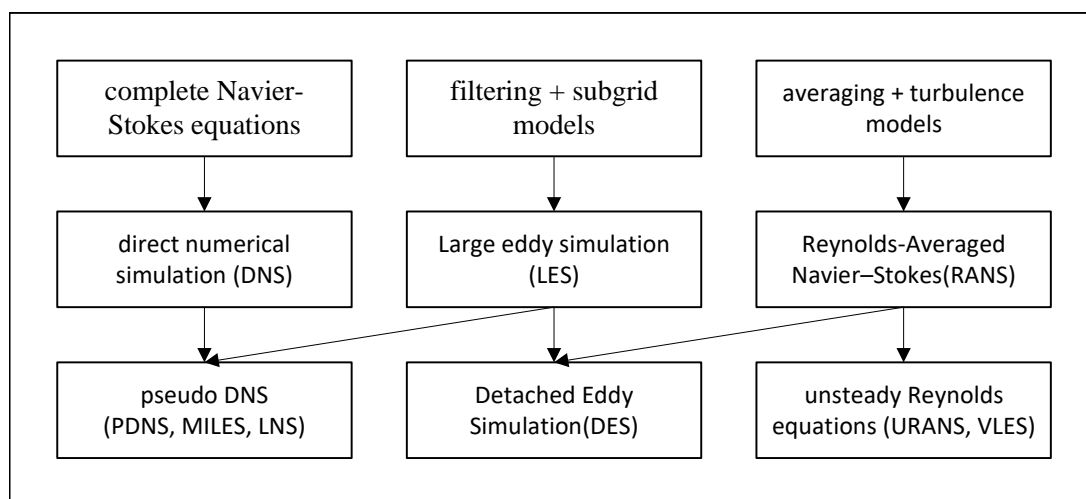 complete Navier-
Stokes equations
filtering + subgrid
models
averaging + turbulence
models
direct numerical
simulation (DNS)
Large eddy simulation
(LES)
Reynolds-Averaged
Navier–Stokes(RANS)
pseudo DNS
(PDNS, MILES, LNS)
Detached Eddy
Simulation(DES)
unsteady Reynolds
equations (URANS, VLES)